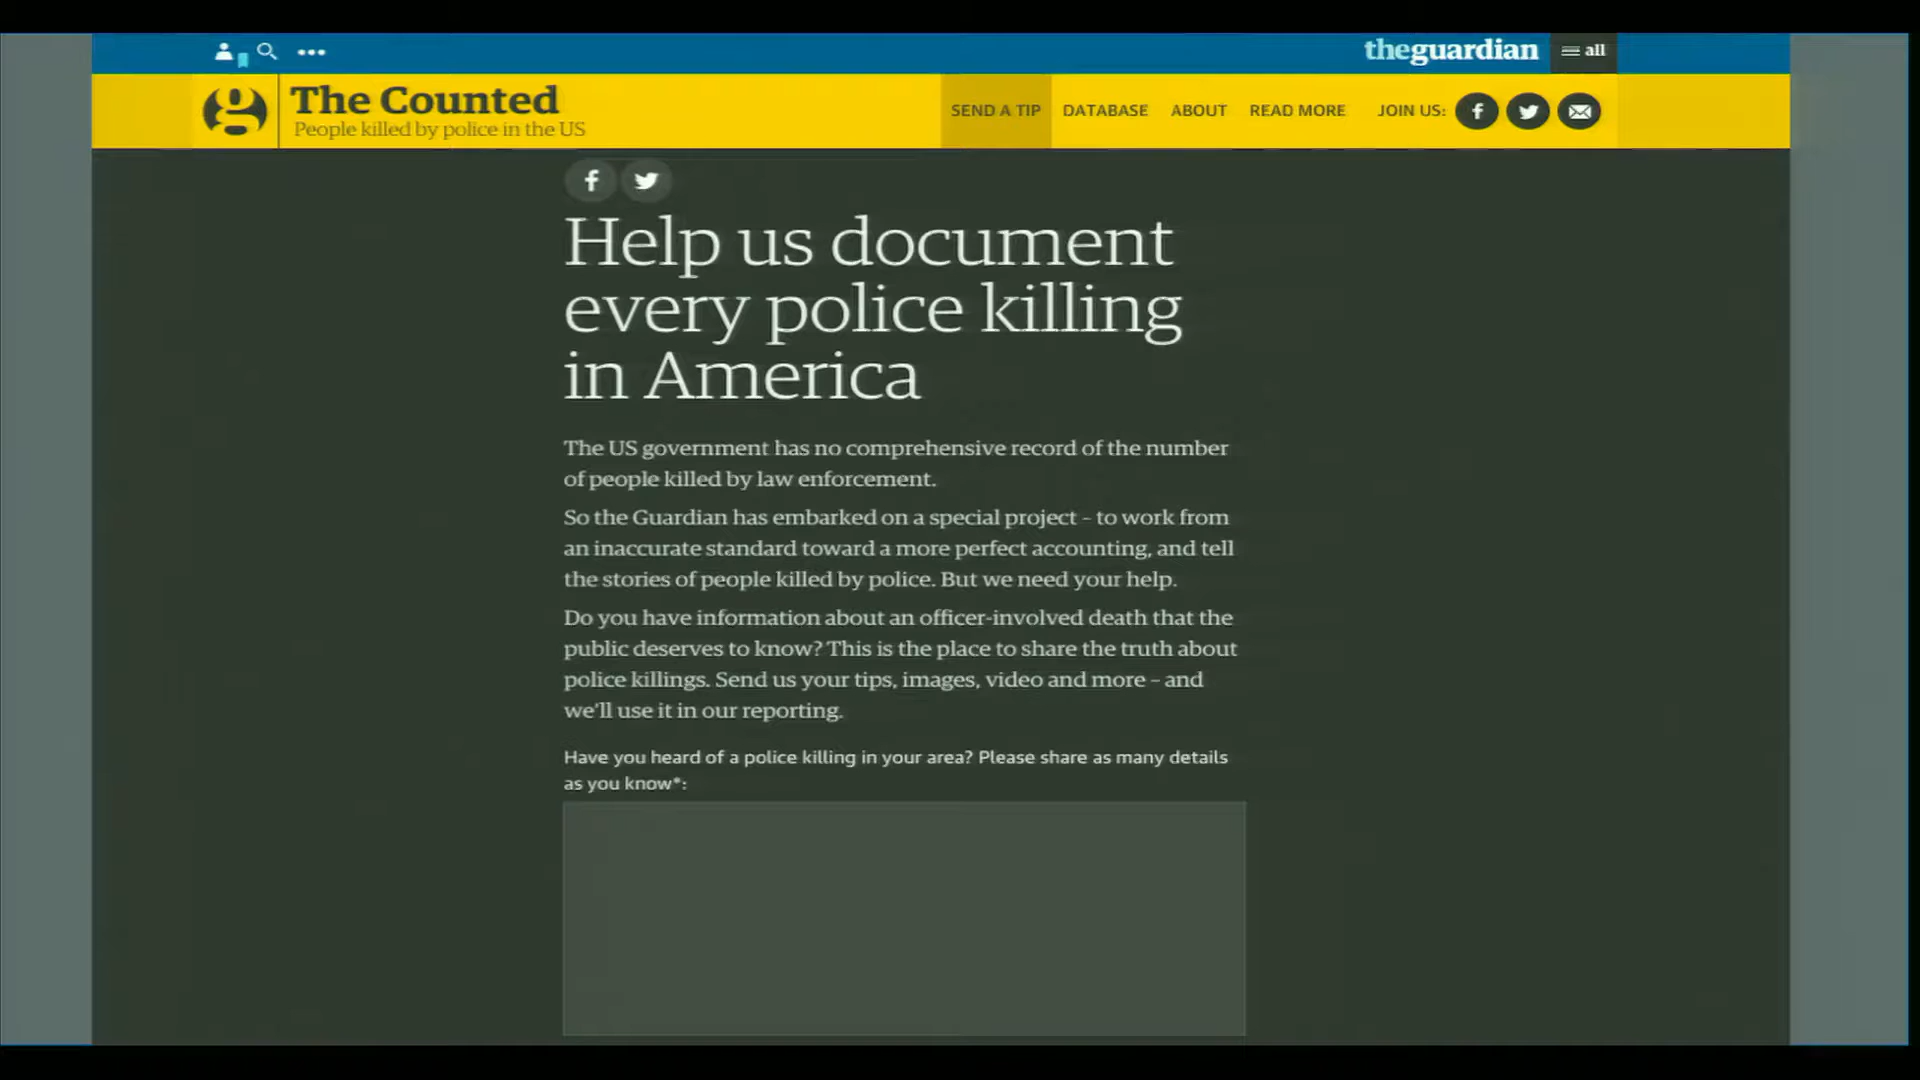 theguardian
all
The Counted
People killed by police in the US
SEND A TIP
DATABASE
ABOUT
READ MORE
JOIN US:
Help us document
every police killing
in America
The US government has no comprehensive record of the number
of people killed by law enforcement.
So the Guardian has embarked on a special project – to work from
an inaccurate standard toward a more perfect accounting, and tell
the stories of people killed by police. But we need your help.
Do you have information about an officer-involved death that the
public deserves to know? This is the place to share the truth about
police killings. Send us your tips, images, video and more – and
we'll use it in our reporting.
Have you heard of a police killing in your area? Please share as many details
as you know*: